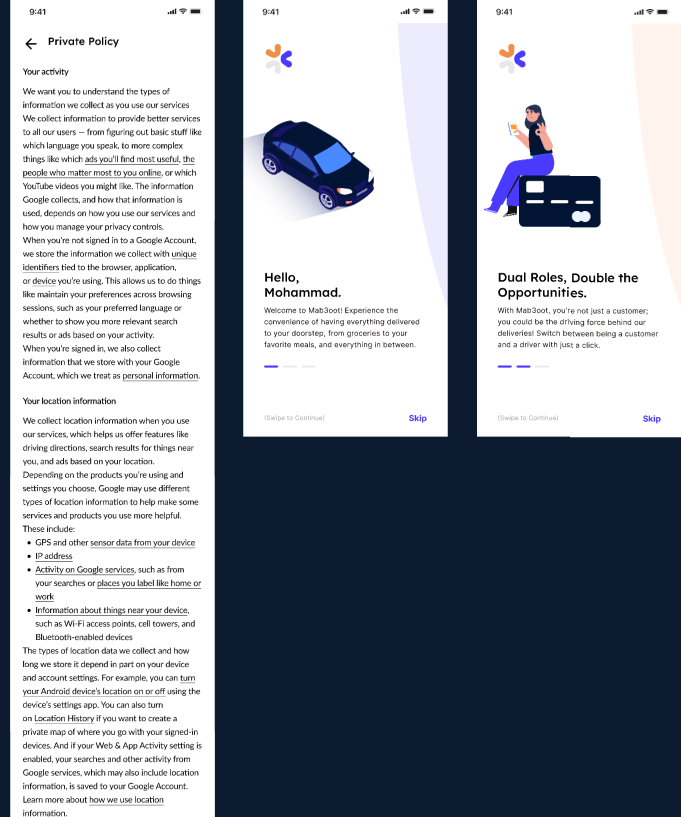 9:41
Private Policy
Your activity
We want you to understand the types of
information we collect as you use our services
We collect information to provide better services
to all our users — from figuring out basic stuff like
which language you speak, to more complex
things like which ads you'll find most useful, the
people who matter most to you online, or which
YouTube videos you might like. The information
Google collects, and how that information is
used, depends on how you use our services and
how you manage your privacy controls.
When you're not signed in to a Google Account,
we store the information we collect with unique
identifiers tied to the browser, application,
or device you're using. This allows us to do things
like maintain your preferences across browsing
sessions, such as your preferred language or
whether to show you more relevant search
results or ads based on your activity.
When you're signed in, we also collect
information that we store with your Google
Account, which we treat as personal information.
Your location information
We collect location information when you use
our services, which helps us offer features like
driving directions, search results for things near
you, and ads based on your location.
Depending on the products you're using and
settings you choose, Google may use different
types of location information to help make some
services and products you use more helpful.
These include:
• GPS and other sensor data from your device
• IP address
• Activity on Google services, such as from
your searches or places you label like home or
work
• Information about things near your device,
such as Wi-Fi access points, cell towers, and
Bluetooth-enabled devices
The types of location data we collect and how
long we store it depend in part on your device
and account settings. For example, you can turn
your Android device's location on or off using the
device's settings app. You can also turn
on Location History if you want to create a
private map of where you go with your signed-in
devices. And if your Web & App Activity setting is
enabled, your searches and other activity from
Google services, which may also include location
information, is saved to your Google Account.
Learn more about how we use location
information.
9:41
Hello,
Mohammad.
Welcome to Mab3oot! Experience the
convenience of having everything delivered
to your doorstep, from groceries to your
favorite meals, and everything in between.
(Swipe to Continue)
Skip
9:41
Dual Roles, Double the
Opportunities.
With Mab3oot, you're not just a customer;
you could be the driving force behind our
deliveries! Switch between being a customer
and a driver with just a click.
(Swipe to Continue)
Skip